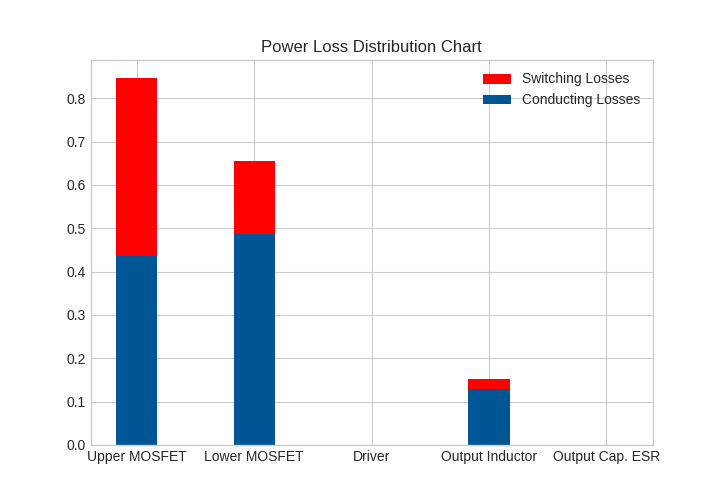 Power Loss Distribution Chart
Switching Losses
Conducting Losses
0.8
0.7
0.6
0.5
0.4
0.3
0.2
0.1
0.0
Upper MOSFET Lower MOSFET Driver Output Inductor Output Cap. ESR